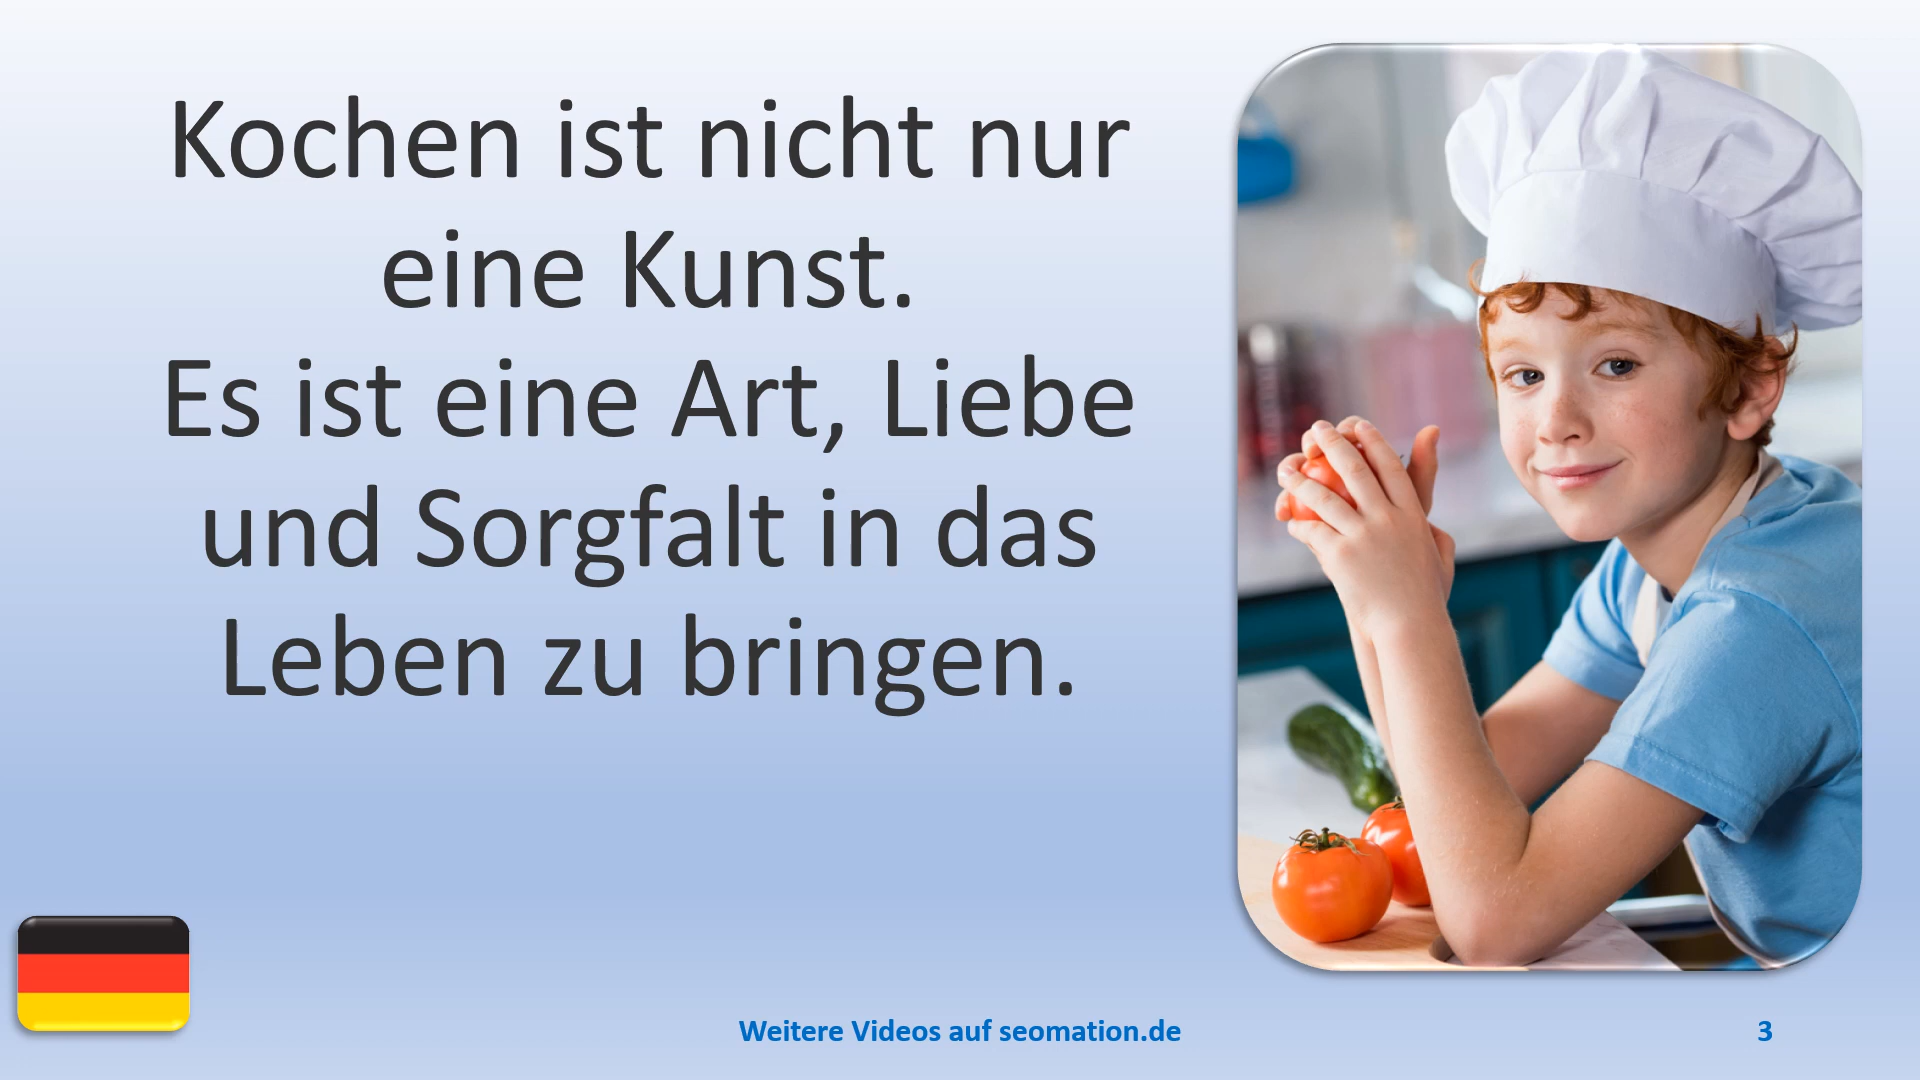 Kochen ist nicht nur
eine Kunst.
Es ist eine Art, Liebe
und Sorgfalt in das
Leben zu bringen.
Weitere Videos auf seomation.de
3